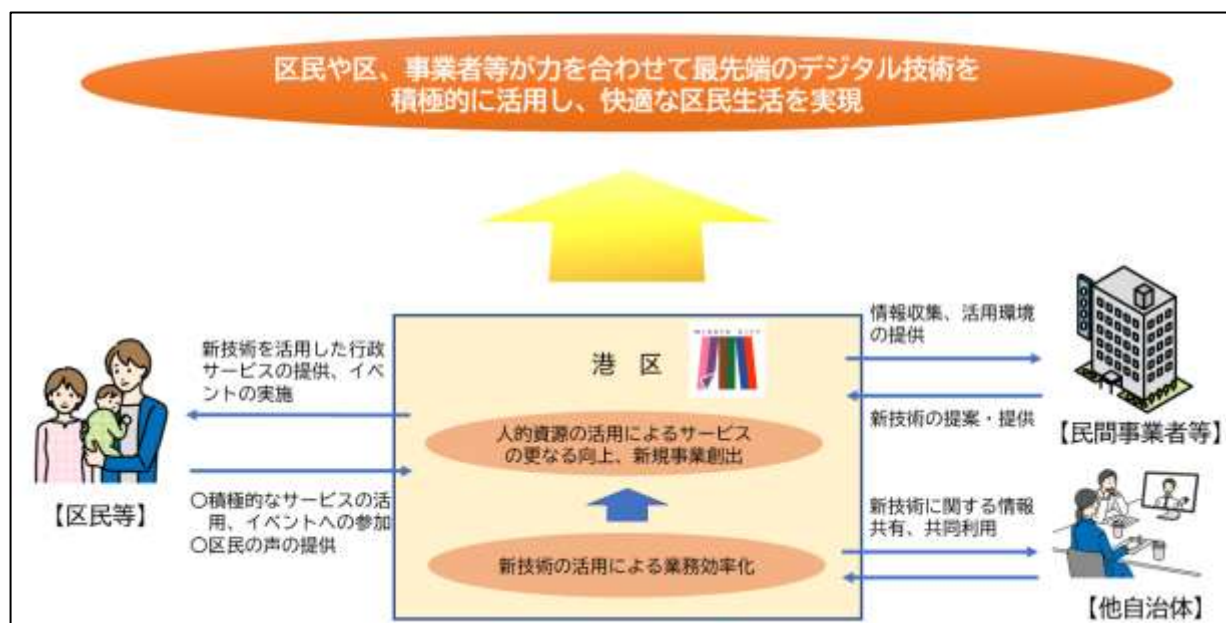 区民や区、事業者等が力を合わせて最先端のデジタル技術を
積極的に活用し、快適な区民生活を実現
新技術を活用した行政
サービスの提供、イベ
ントの実施
【区民等】
〇積極的なサービスの活
用、イベントへの参加
〇区民の声の提供
MINATO CITY
港 区
人的資源の活用によるサービス
の更なる向上、新規事業創出
新技術の活用による業務効率化
情報収集、活用環境
の提供
新技術の提案・提供
【民間事業者等】
新技術に関する情報
共有、共同利用
【他自治体】